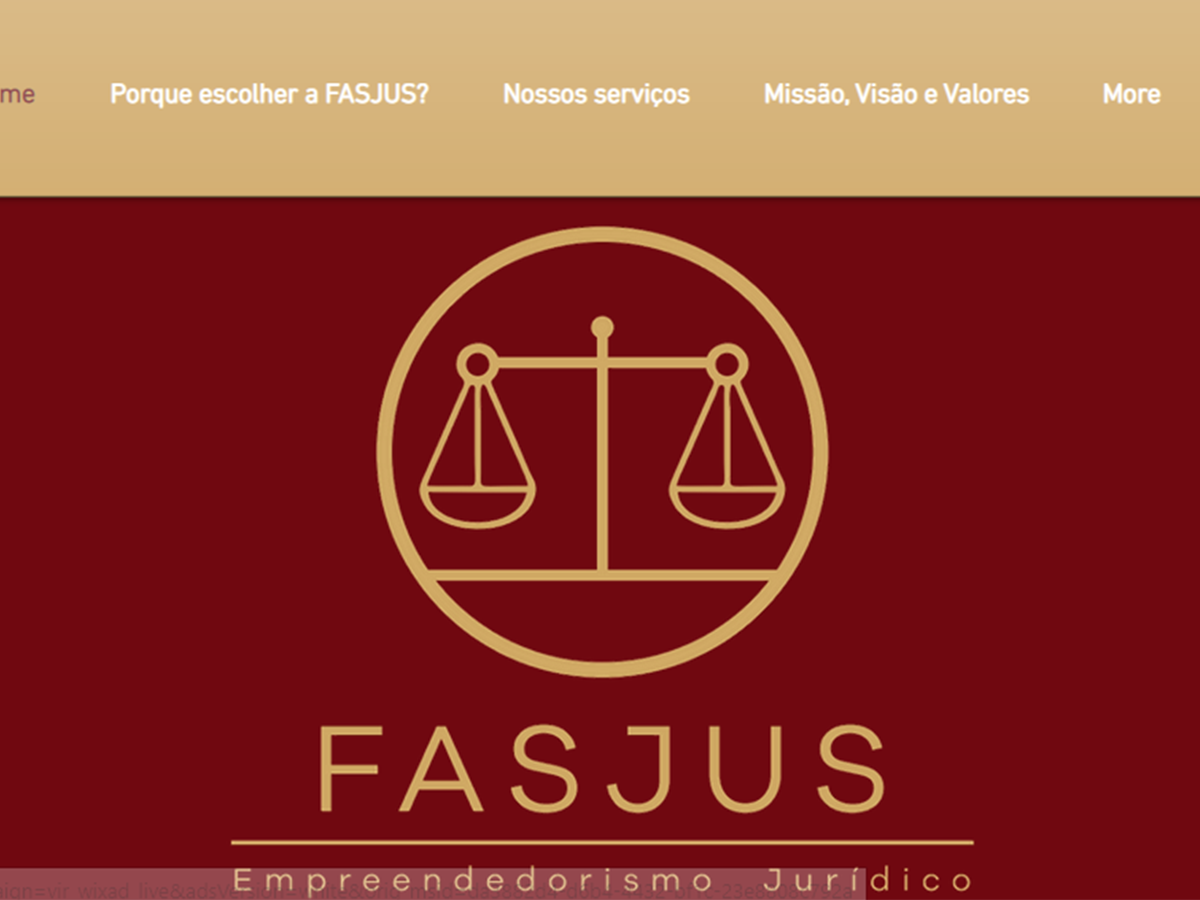 me Porque escolher a FASJUS? Nossos serviços Missão, Visão e Valores More
FASJUS
Empreendedorismo Jurídico